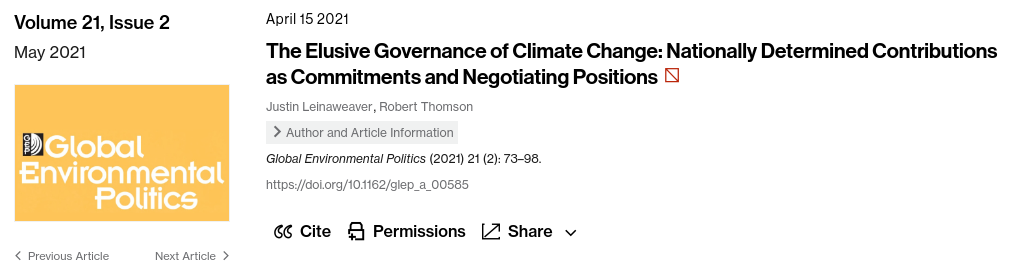 Volume 21, Issue 2
May 2021
Global
Environmental
Politics
Previous Article
Next Article
April 15 2021
The Elusive Governance of Climate Change: Nationally Determined Contributions
as Commitments and Negotiating Positions
Justin Leinaweaver, Robert Thomson
Author and Article Information
Global Environmental Politics (2021) 21 (2): 73–98.
https://doi.org/10.1162/glep_a_00585
Cite
Permissions
Share